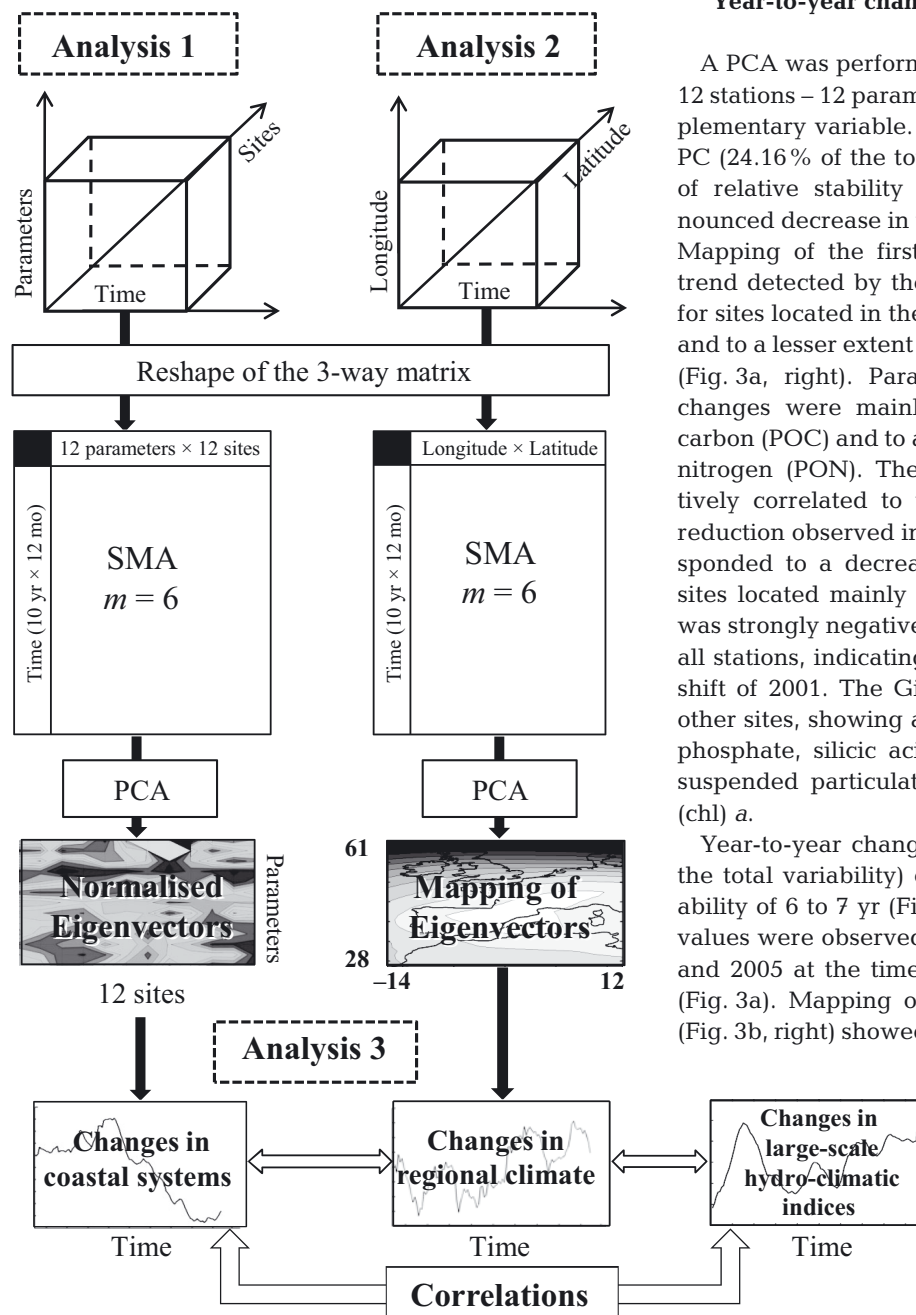 Analysis 1
Analysis 2
Parameters
Sites
Time
Longitude
Latitude
Time
Reshape of the 3-way matrix
12 parameters × 12 sites
Time (10 yr × 12 mo)
SMA
m = 6
Longitude × Latitude
Time (10 yr × 12 mo)
SMA
m = 6
PCA
PCA
Normalised
Eigenvectors
Parameters
12 sites
61
28
Mapping of
Eigenvectors
–14
12
Analysis 3
Changes in
coastal systems
Time
Changes in
regional climate
Time
Changes in
large-scale
hydro-climatic
indices
Time
Correlations
A PCA was perform
12 stations – 12 param
plementary variable.
PC (24.16% of the to
of relative stability
nounced decrease in
Mapping of the first
trend detected by the
for sites located in the
and to a lesser extent
(Fig. 3a, right). Para
changes were mainl
carbon (POC) and to a
nitrogen (PON). The
tively correlated to
reduction observed in
sponded to a decrea
sites located mainly
was strongly negative
all stations, indicating
shift of 2001. The Gi
other sites, showing a
phosphate, silicic aci
suspended particulat
(chl) a.
Year-to-year chang
the total variability) c
ability of 6 to 7 yr (Fi
values were observed
and 2005 at the time
(Fig. 3a). Mapping o
(Fig. 3b, right) showed